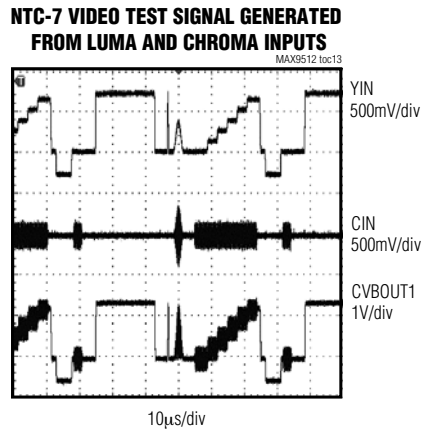 NTC-7 VIDEO TEST SIGNAL GENERATED
FROM LUMA AND CHROMA INPUTS
MAX9512 toc13
T
YIN
500mV/div
CIN
500mV/div
CVBOUT1
1V/div
10μs/div